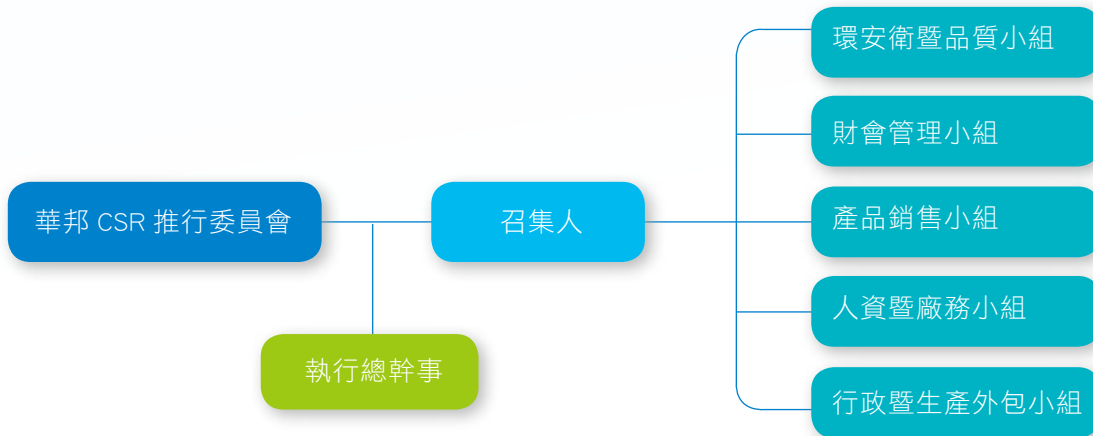 華邦 CSR 推行委員會
召集人
執行總幹事
環安衛暨品質小組
財會管理小組
產品銷售小組
人資暨廠務小組
行政暨生產外包小組